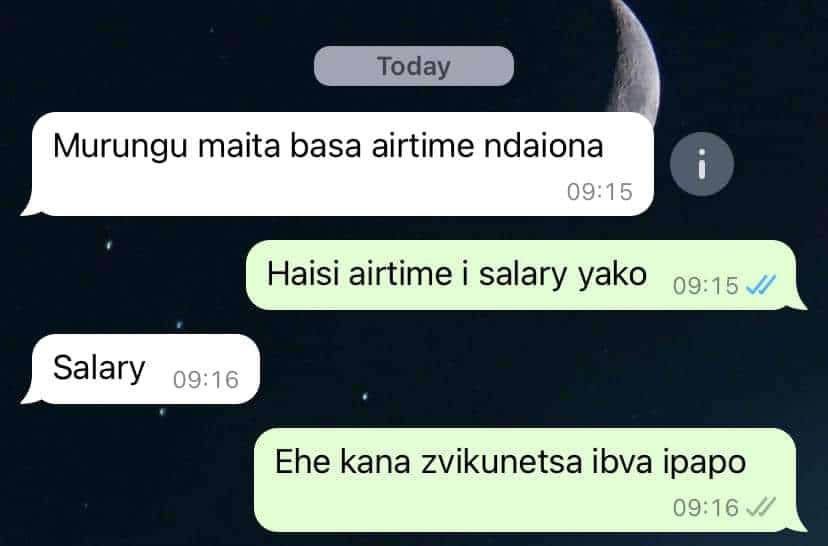 Today
Murungu maita basa airtime ndaiona
09:15
Haisi airtime i salary yako 09:15
Salary 09:16
Ehe kana zvikunetsa ibva ipapo
09:16